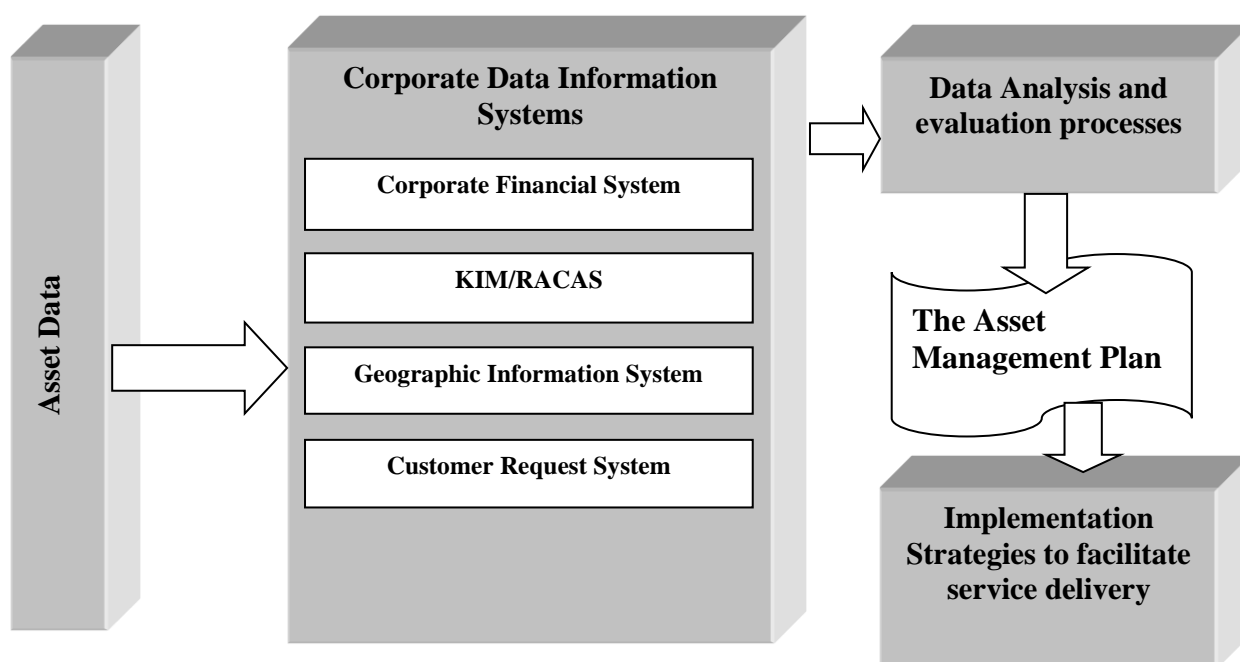 Asset Data
Corporate Data Information
Systems
Corporate Financial System
KIM/RACAS
Geographic Information System
Customer Request System
Data Analysis and
evaluation processes
The Asset
Management Plan
Implementation
Strategies to facilitate
service delivery